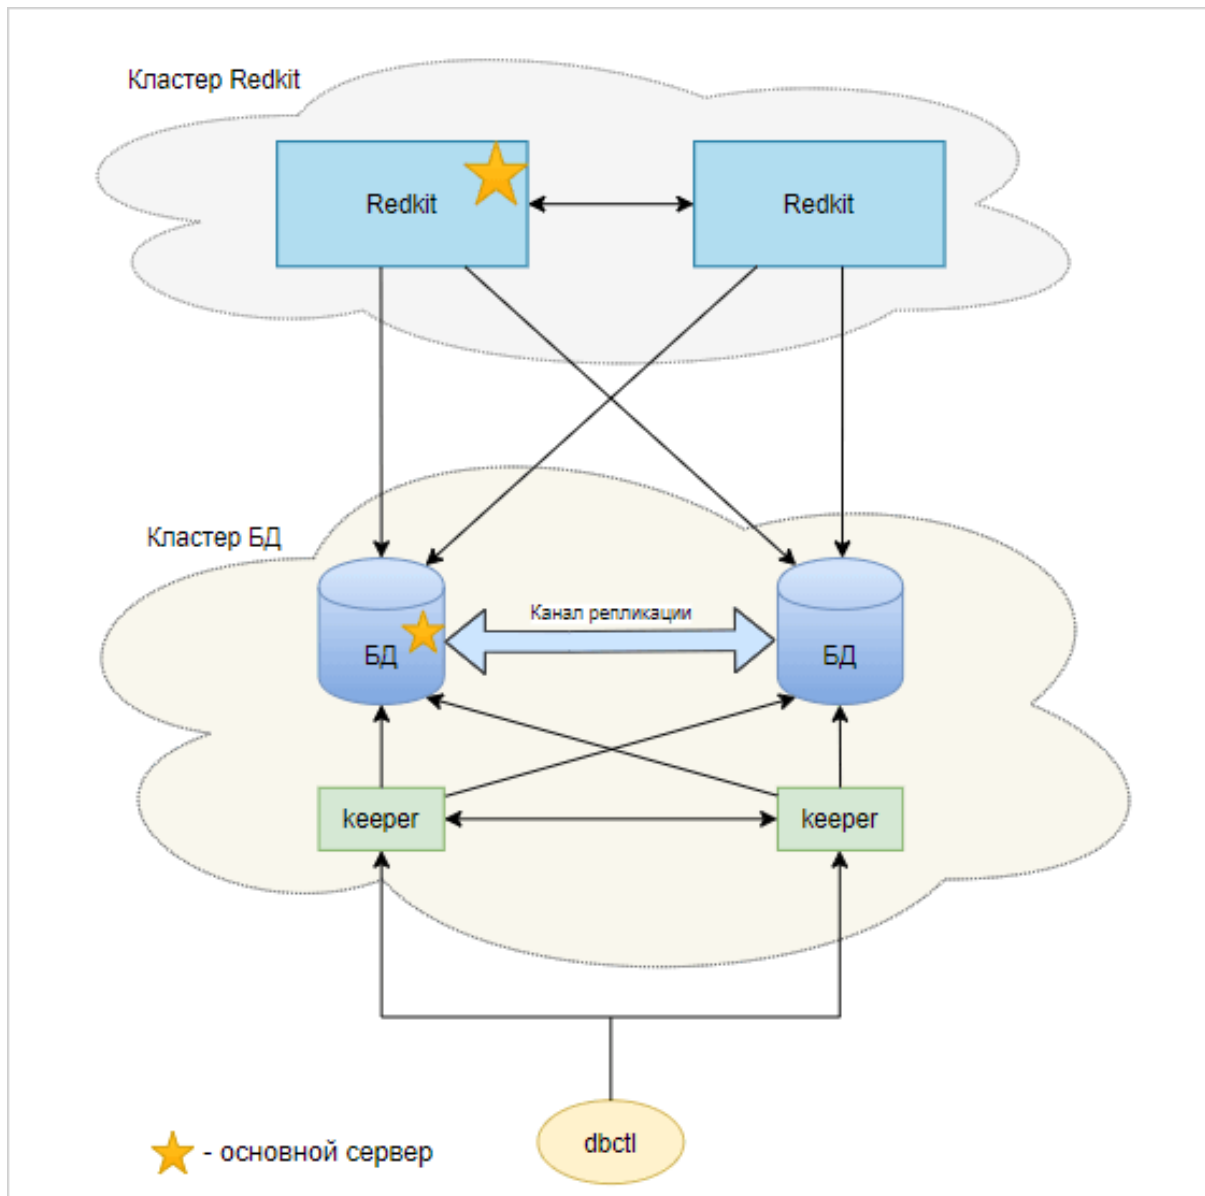 Кластер Redkit
Redkit
Redkit
Кластер БД
Канал репликации
БД
БД
keeper
keeper
dbctl
- основной сервер